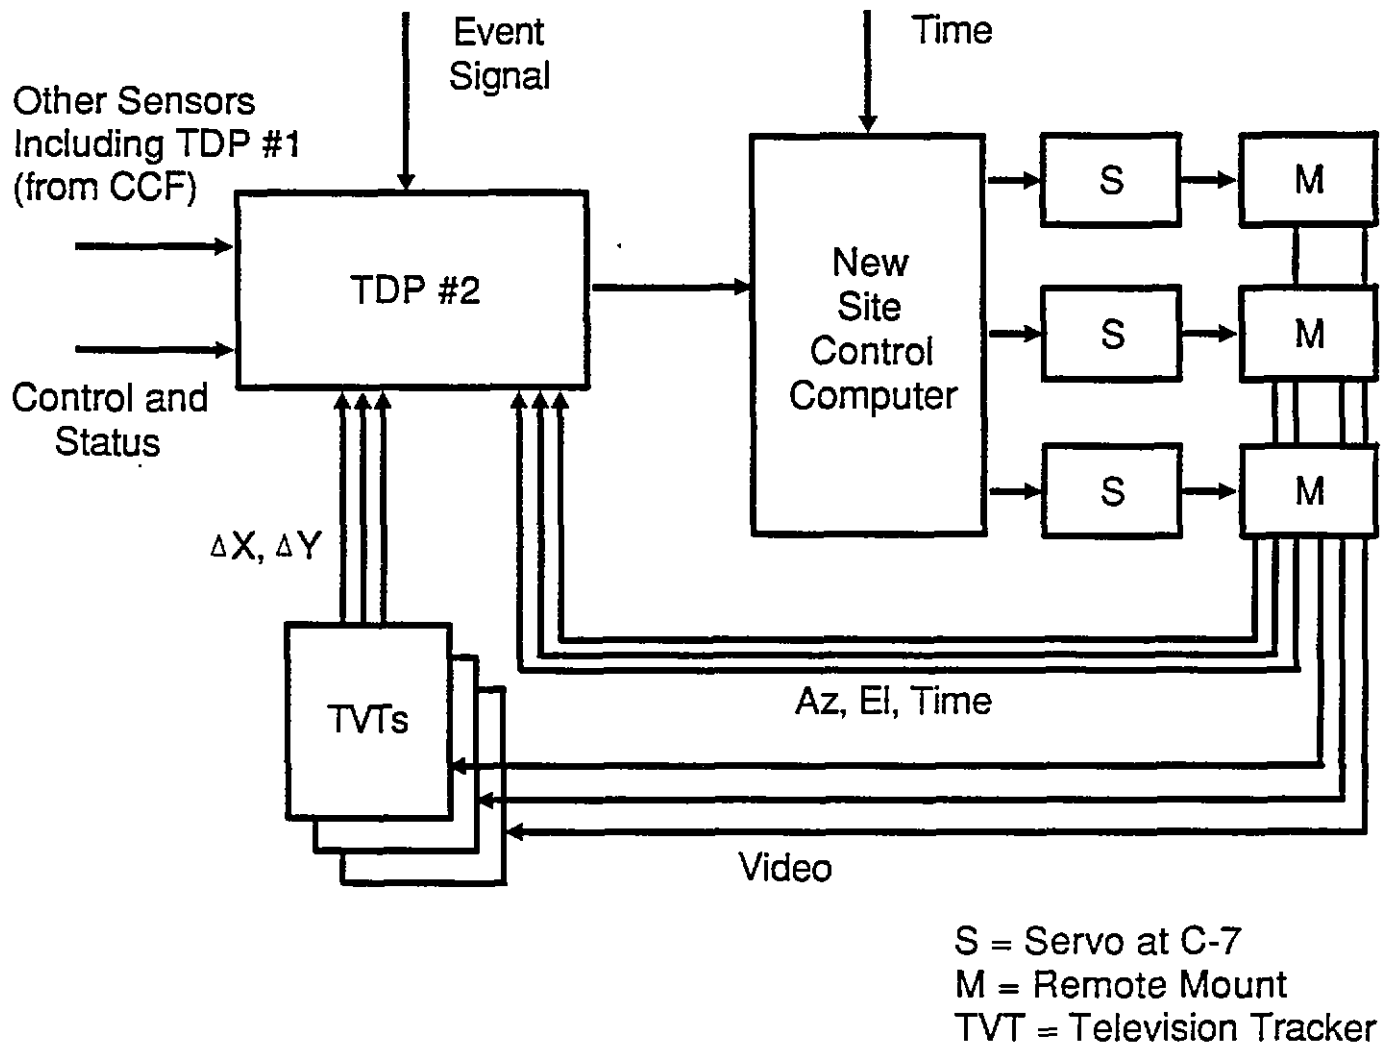 Event
Signal
Time
Other Sensors
Including TDP #1
(from CCF)
TDP #2
New
Site
Control
Computer
S
M
S
M
S
M
Control and
Status
ΔX, ΔY
TVTs
Az, El, Time
Video
S = Servo at C-7
M = Remote Mount
TVT = Television Tracker